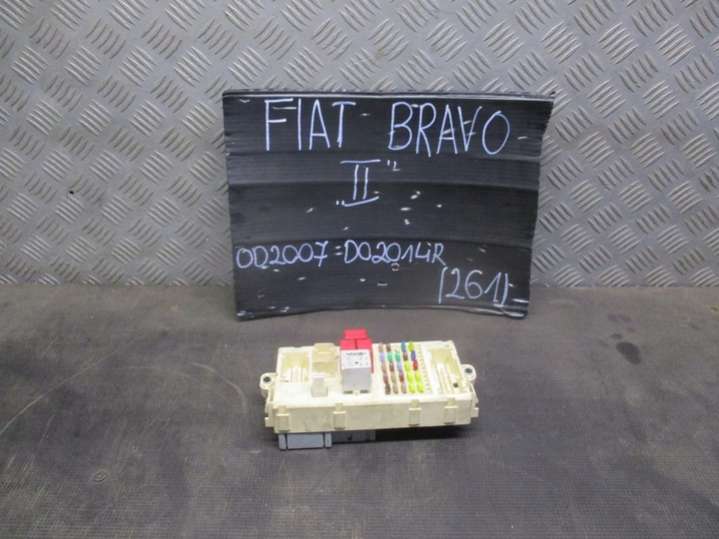 FIAT BRAVO
"II"
OD2007 DO2014R
(261)